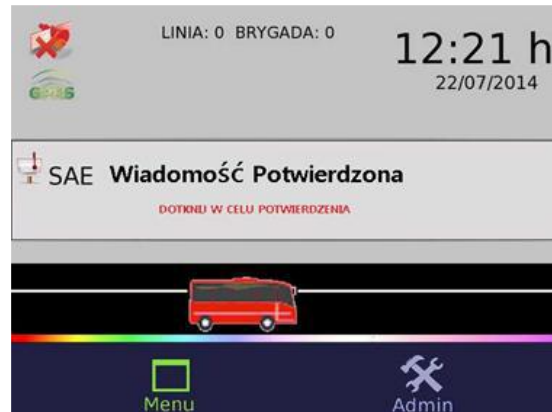 LINIA: 0 BRYGADA: 0
12:21 h
22/07/2014
GPRS
SAE Wiadomość Potwierdzona
DOTKNIJ W CELU POTWIERDZENIA
Menu
Admin